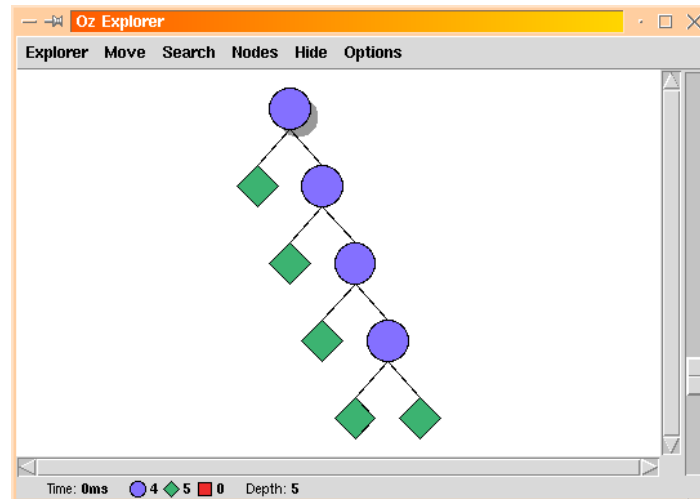 Oz Explorer
Explorer Move Search Nodes Hide Options
Time: 0ms 4 5 0 Depth: 5